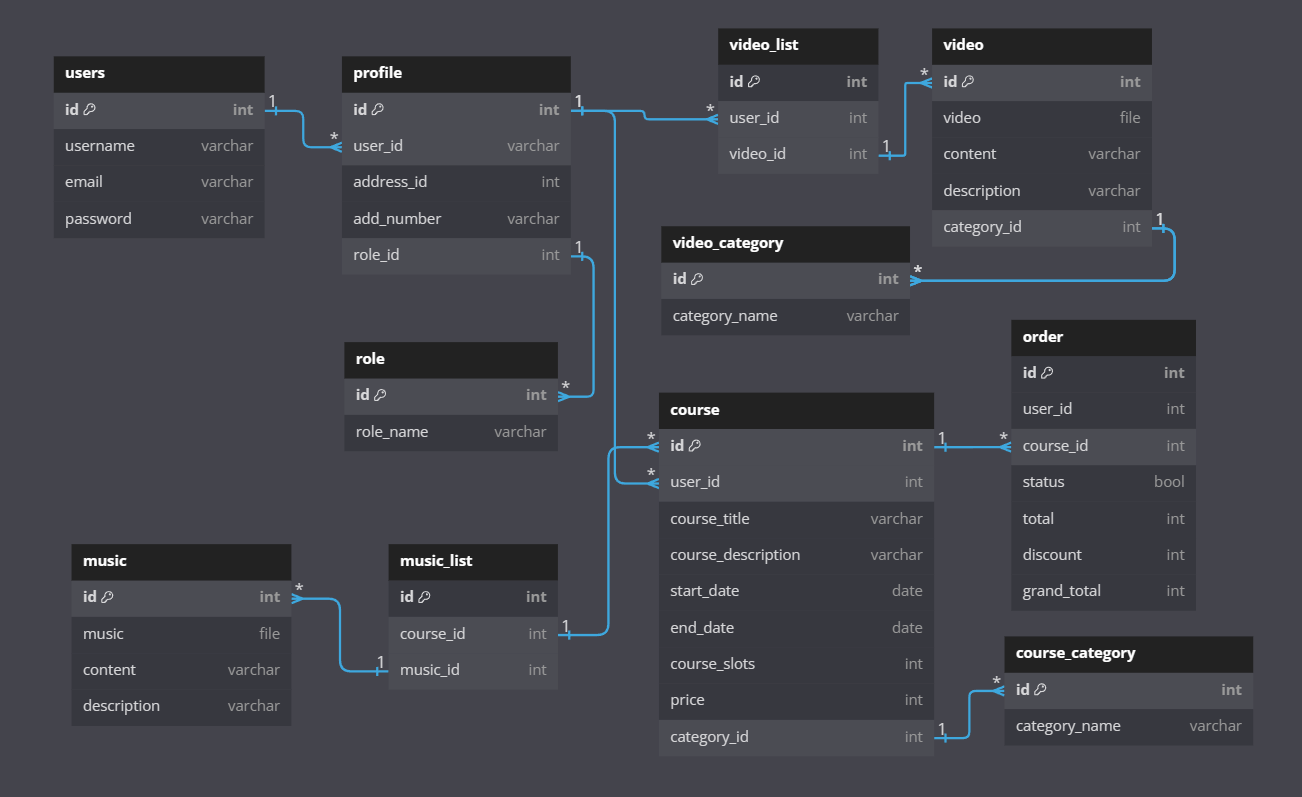 users
id int
username varchar
email varchar
password varchar
1
*
profile
id int
user_id varchar
address_id int
add_number varchar
role_id int
1
1
*
video_list
id int
user_id int
video_id int
1
*
video
id int
video file
content varchar
description varchar
category_id int
1
*
video_category
id int
category_name varchar
role
id int
role_name varchar
*
order
id int
user_id int
course_id int
status bool
total int
discount int
grand_total int
course
id int
user_id int
course_title varchar
course_description varchar
start_date date
end_date date
course_slots int
price int
category_id int
*
*
1
*
1
*
music
id int
music file
content varchar
description varchar
*
1
music_list
id int
course_id int
music_id int
1
course_category
id int
category_name varchar